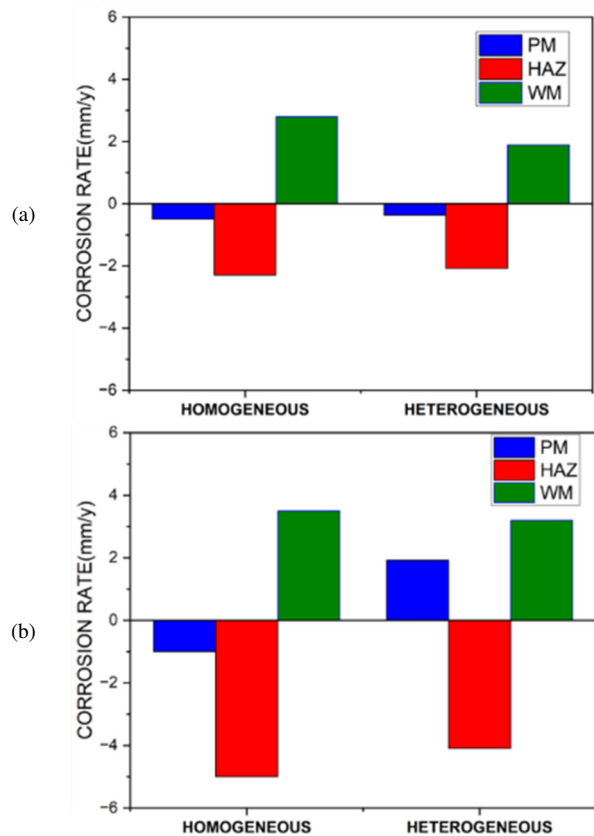 (a)
CORROSION RATE(mm/y)
6
4
2
0
−2
−4
−6
PM
HAZ
WM
HOMOGENEOUS HETEROGENEOUS
(b)
CORROSION RATE(mm/y)
6
4
2
0
−2
−4
−6
PM
HAZ
WM
HOMOGENEOUS HETEROGENEOUS